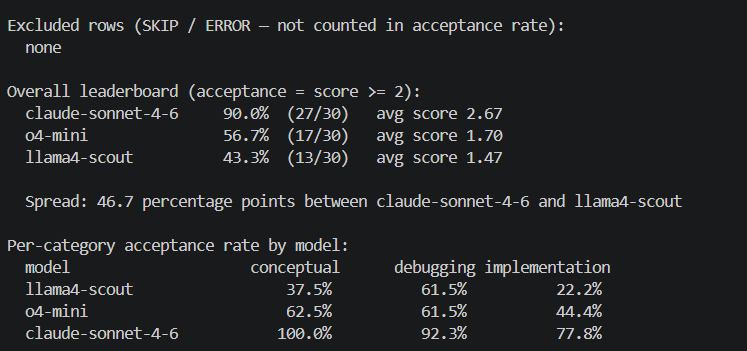 Excluded rows (SKIP / ERROR — not counted in acceptance rate):
none
Overall leaderboard (acceptance = score >= 2):
claude-sonnet-4-6 90.0% (27/30) avg score 2.67
o4-mini 56.7% (17/30) avg score 1.70
llama4-scout 43.3% (13/30) avg score 1.47
Spread: 46.7 percentage points between claude-sonnet-4-6 and llama4-scout
Per-category acceptance rate by model:
model conceptual debugging implementation
llama4-scout 37.5% 61.5% 22.2%
o4-mini 62.5% 61.5% 44.4%
claude-sonnet-4-6 100.0% 92.3% 77.8%